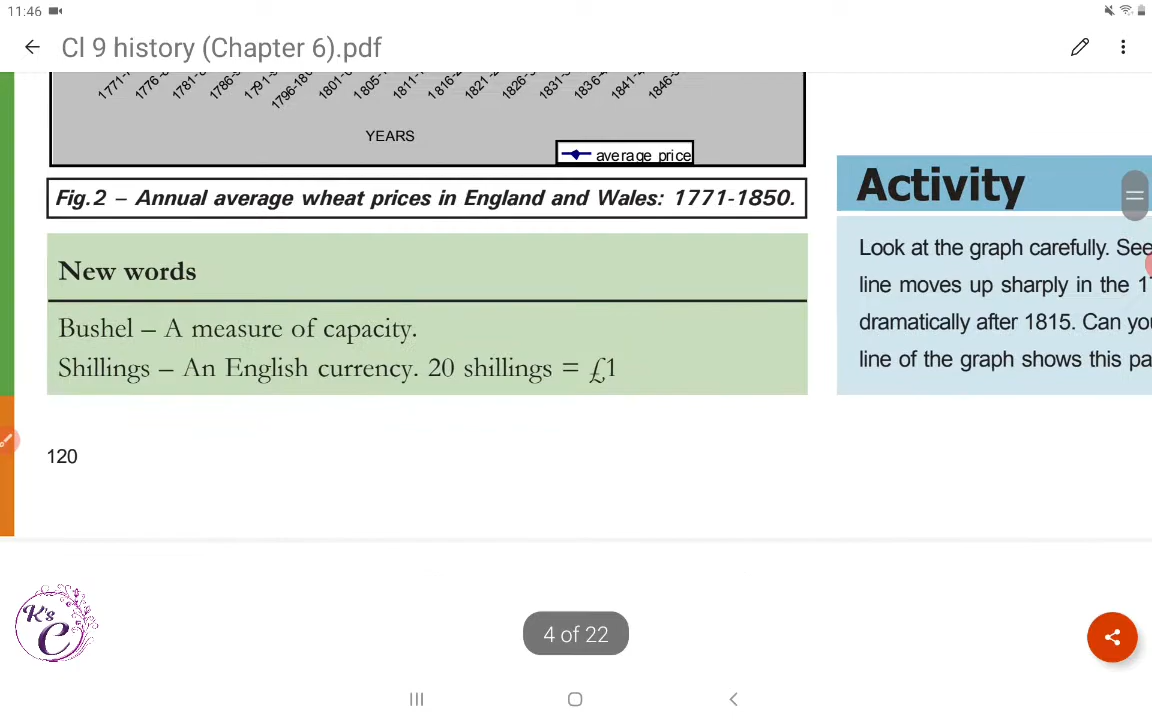 11:46
Cl 9 history (Chapter 6).pdf
YEARS
average price
Fig.2 – Annual average wheat prices in England and Wales: 1771-1850.
New words
Bushel – A measure of capacity.
Shillings – An English currency. 20 shillings = £1
120
Activity
Look at the graph carefully. See
line moves up sharply in the 1
dramatically after 1815. Can
line of the graph shows this
K's C
4 of 22